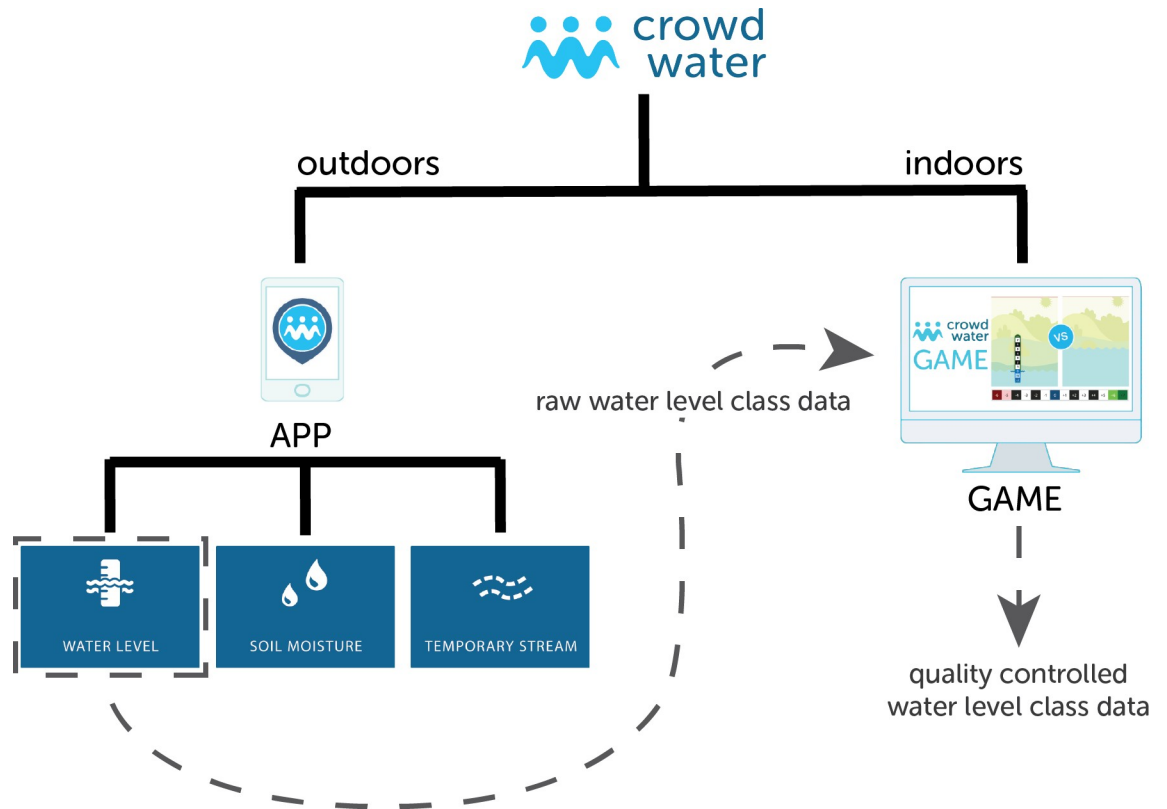 crowd
water
outdoors
indoors
crowd
water
GAME
VS
raw water level class data
APP
GAME
WATER LEVEL
SOIL MOISTURE
TEMPORARY STREAM
quality controlled
water level class data